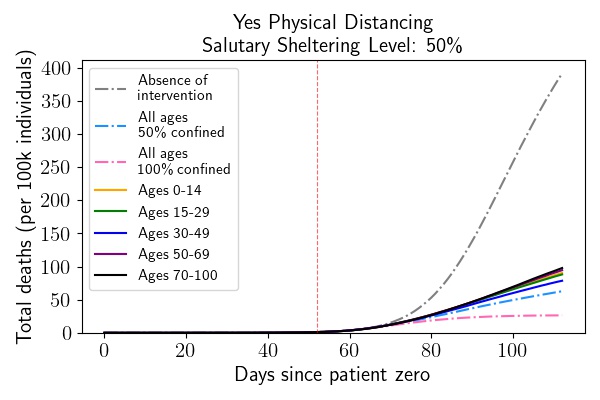 Yes Physical Distancing
Salutary Sheltering Level: 50%
Total deaths (per 100k individuals)
400
350
300
250
200
150
100
50
0
Absence of
intervention
All ages
50% confined
All ages
100% confined
Ages 0-14
Ages 15-29
Ages 30-49
Ages 50-69
Ages 70-100
0 20 40 60 80 100
Days since patient zero